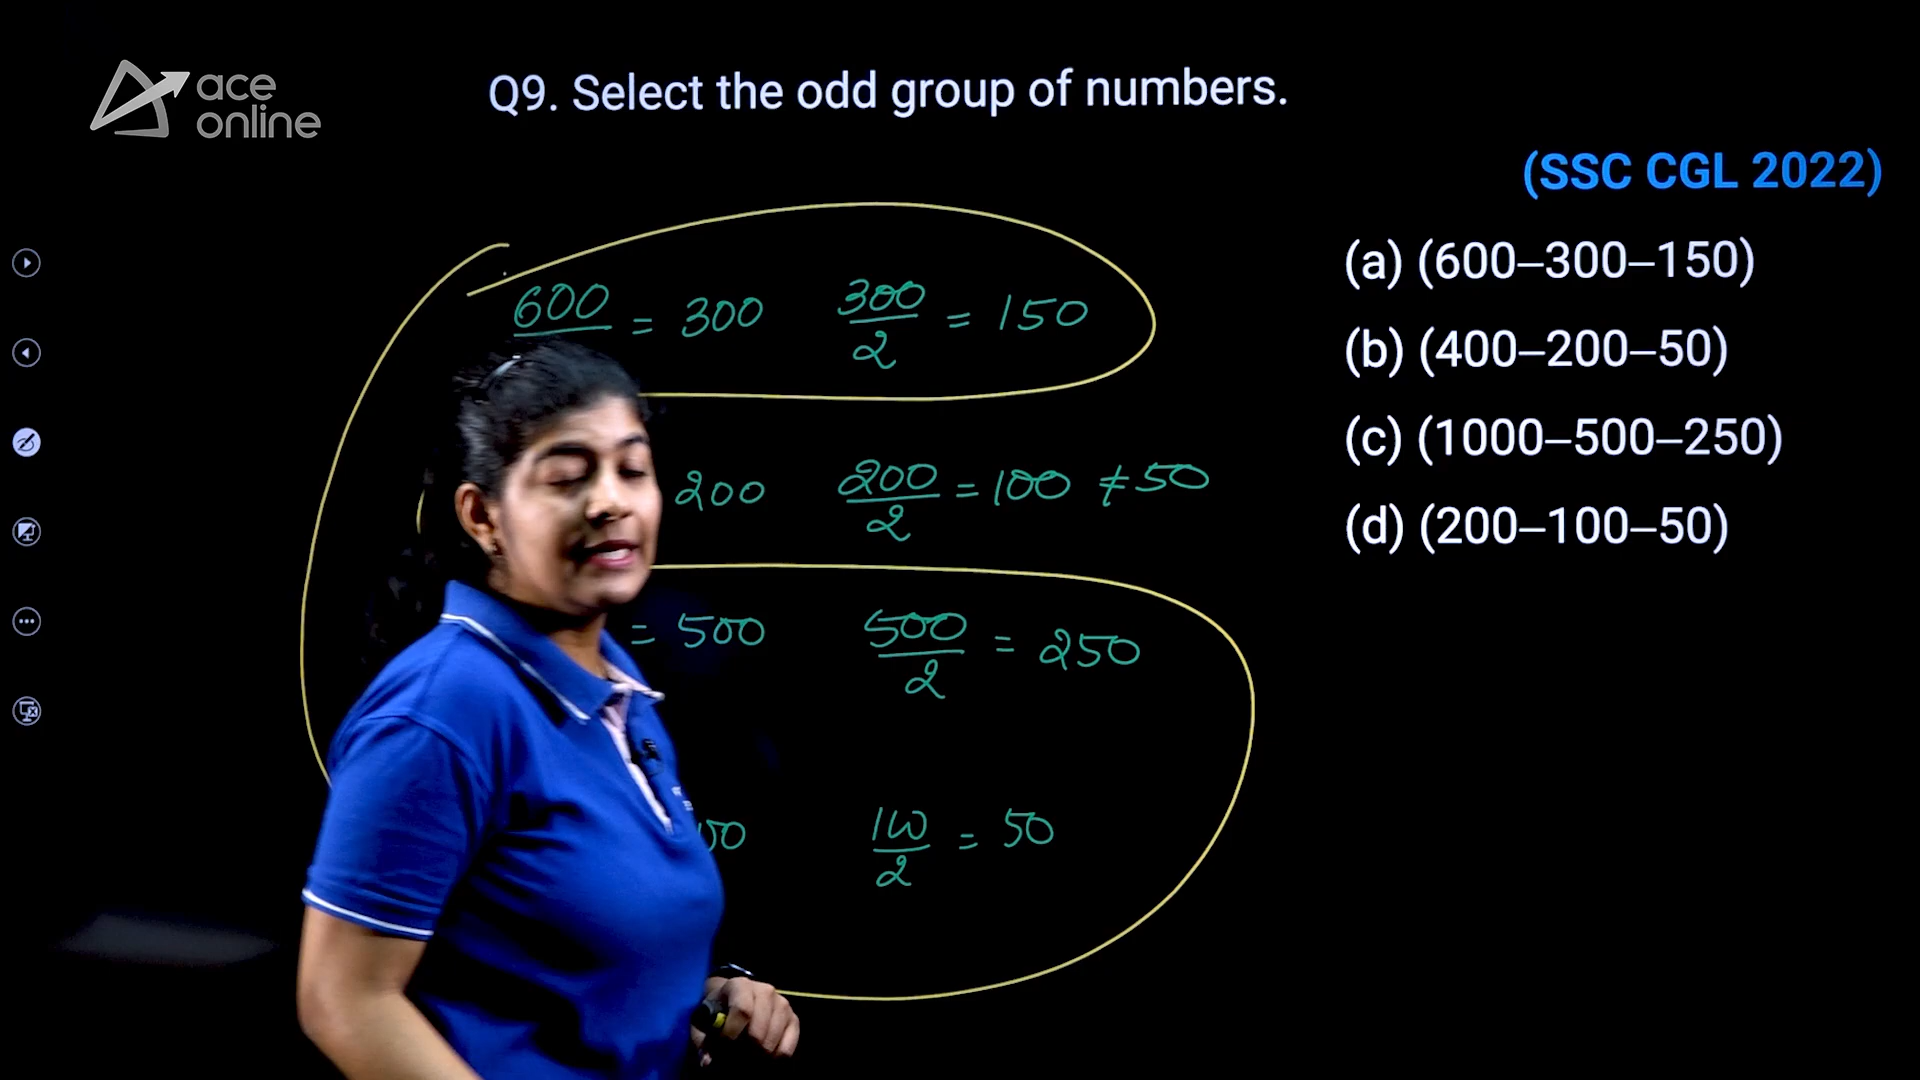 ace
online
Q9. Select the odd group of numbers.
(SSC CGL 2022)
(a) (600–300–150)
(b) (400–200–50)
(c) (1000–500–250)
(d) (200–100–50)
600 = 300 300/2 = 150
200 200/2 = 100 ≠ 50
= 500 500/2 = 250
100/2 = 50